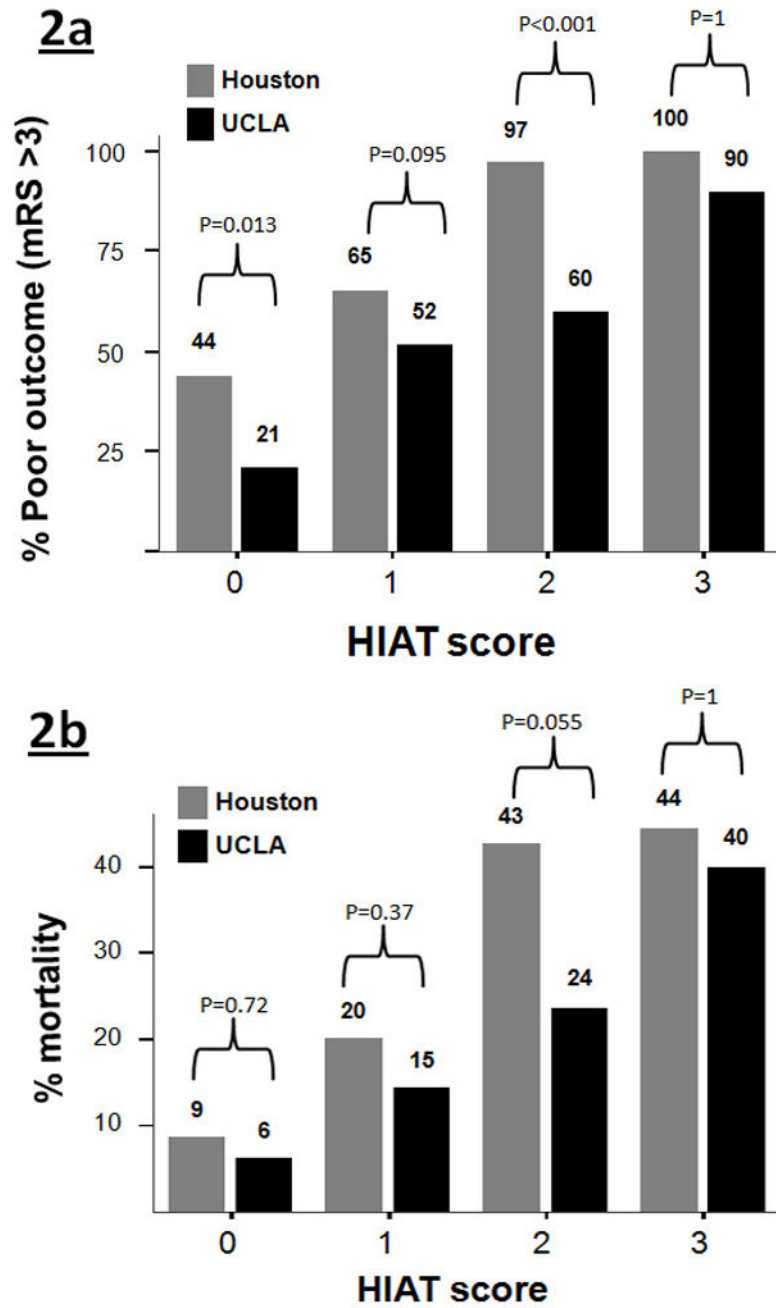 2a
Houston
UCLA
P=0.013
P=0.095
P<0.001
P=1
44
21
65
52
97
60
100
90
% Poor outcome (mRS >3)
100
75
50
25
0
1
2
3
HIAT score
2b
Houston
UCLA
P=0.72
P=0.37
P=0.055
P=1
9
6
20
15
43
24
44
40
% mortality
40
30
20
10
0
1
2
3
HIAT score